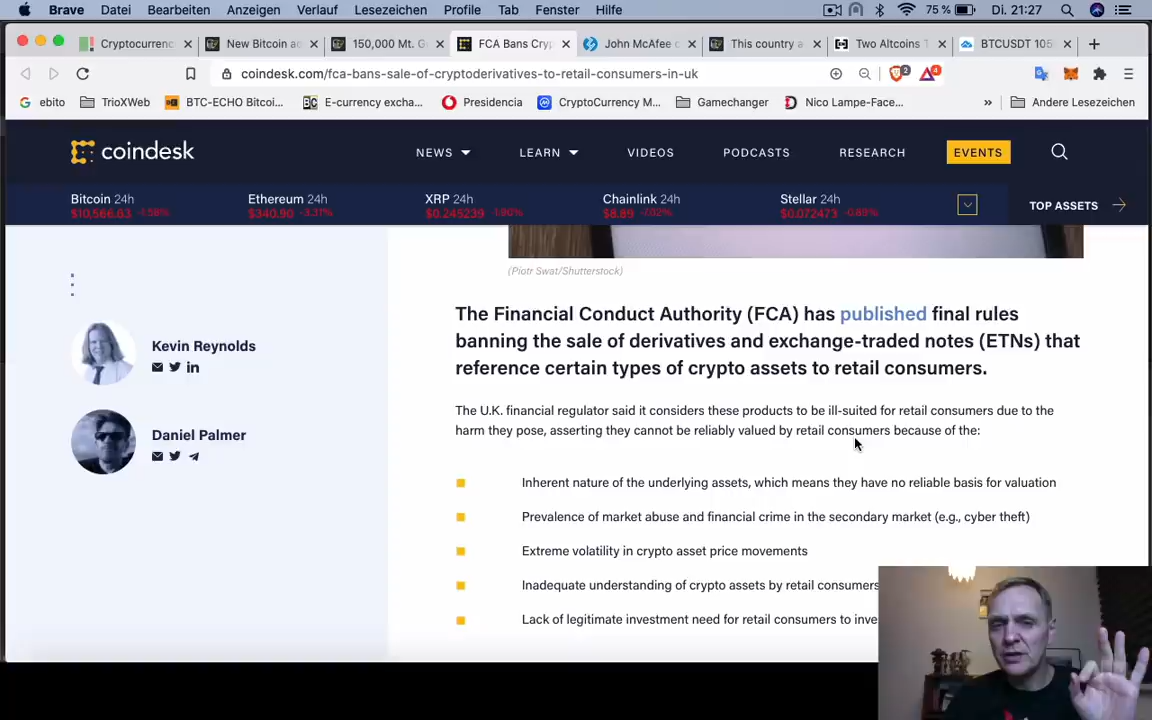 Brave Datei Bearbeiten Anzeigen Verlauf Lesezeichen Profile Tab Fenster Hilfe 75 % Di. 21:27
Cryptocurrenc New Bitcoin ad 150,000 Mt. G FCA Bans Cryp John McAfee c This country a Two Altcoins T BTCUSDT 105
coindesk.com/fca-bans-sale-of-cryptoderivatives-to-retail-consumers-in-uk 2 4
ebito TrioXWeb BTC-ECHO Bitcoi... E-currency excha... Presidencia CryptoCurrency M... Gamechanger Nico Lampe-Face... » Andere Lesezeichen
coindesk NEWS LEARN VIDEOS PODCASTS RESEARCH EVENTS
Bitcoin 24h Ethereum 24h XRP 24h Chainlink 24h Stellar 24h
$10,566.63 -1.58% $340.90 -3.31% $0.245239 -1.90% $8.89 -7.02% $0.072473 -0.89%
TOP ASSETS
(Piotr Swat/Shutterstock)
Kevin Reynolds
Daniel Palmer
The Financial Conduct Authority (FCA) has published final rules
banning the sale of derivatives and exchange-traded notes (ETNs) that
reference certain types of crypto assets to retail consumers.
The U.K. financial regulator said it considers these products to be ill-suited for retail consumers due to the
harm they pose, asserting they cannot be reliably valued by retail consumers because of the:
Inherent nature of the underlying assets, which means they have no reliable basis for valuation
Prevalence of market abuse and financial crime in the secondary market (e.g., cyber theft)
Extreme volatility in crypto asset price movements
Inadequate understanding of crypto assets by retail consumers
Lack of legitimate investment need for retail consumers to inve